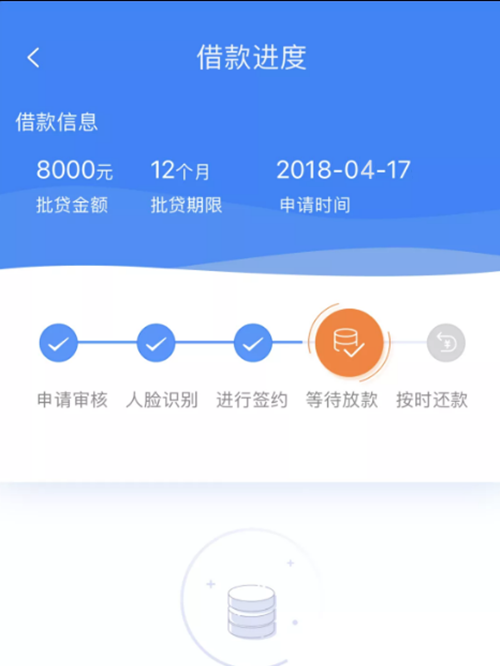 借款进度
借款信息
8000元 12个月 2018-04-17
批贷金额 批贷期限 申请时间
申请审核 人脸识别 进行签约 等待放款 按时还款